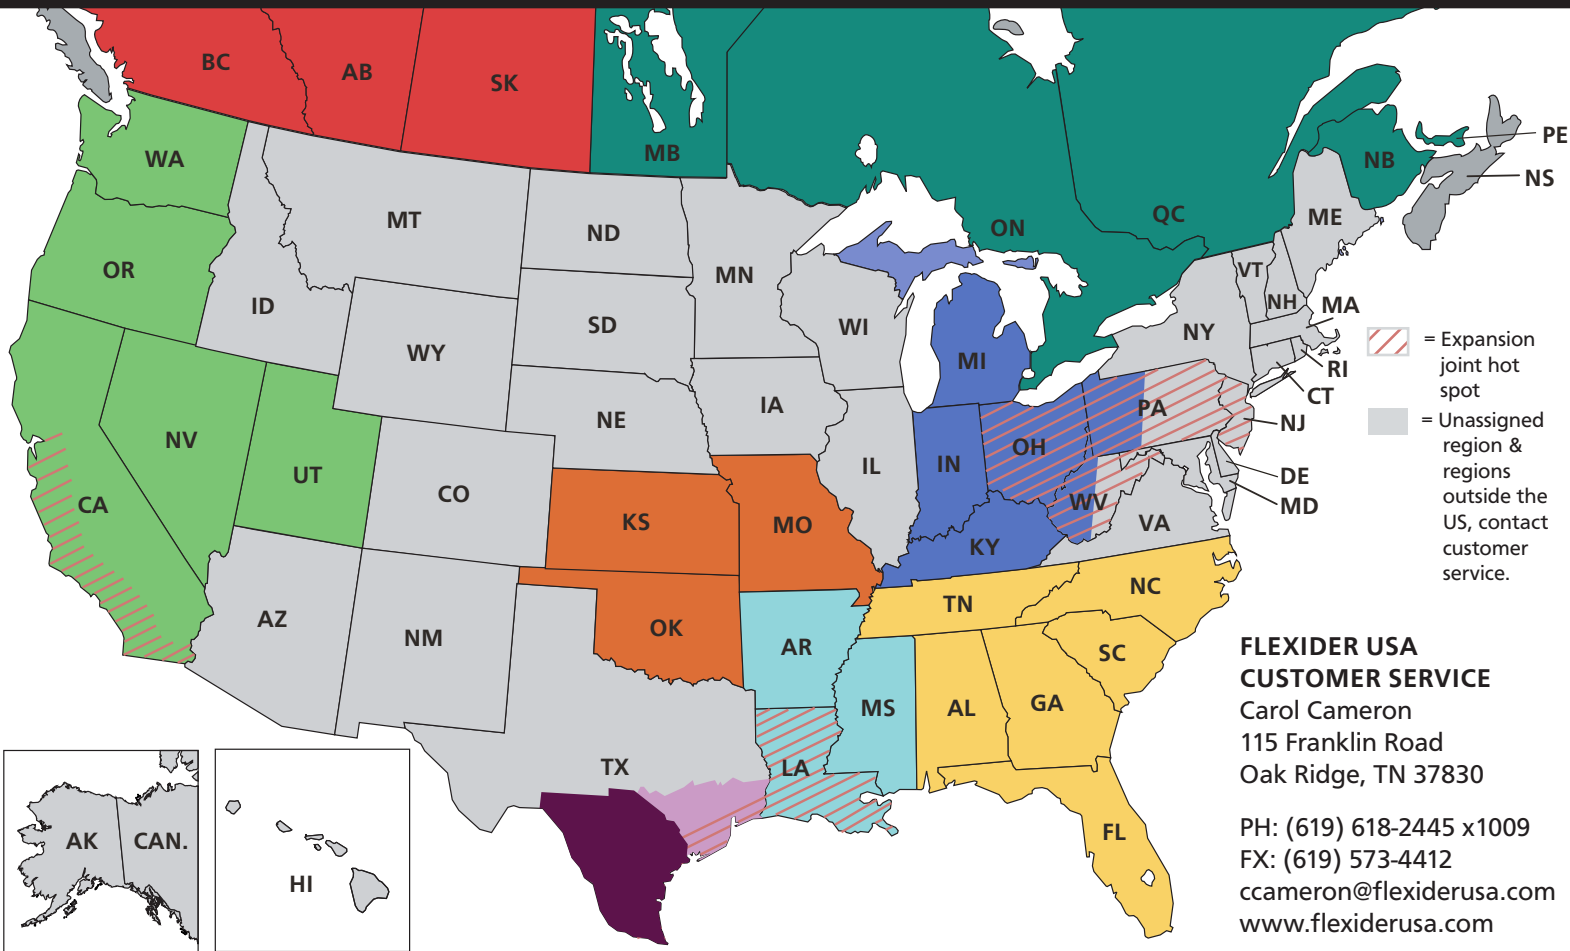 BC
AB
SK
MB
ON
QC
NB
PE
NS
WA
OR
ID
MT
ND
MN
SD
WY
WI
MI
NY
VT
NH
ME
MA
RI
CT
NJ
DE
MD
PA
NE
IA
IL
IN
OH
WV
VA
KY
NV
UT
CO
KS
MO
CA
AZ
NM
OK
AR
TN
NC
SC
MS
AL
GA
TX
LA
FL
AK
CAN.
HI
= Expansion
joint hot
spot
= Unassigned
region &
regions
outside the
US, contact
customer
service.
FLEXIDER USA
CUSTOMER SERVICE
Carol Cameron
115 Franklin Road
Oak Ridge, TN 37830
PH: (619) 618-2445 x1009
FX: (619) 573-4412
ccameron@flexiderusa.com
www.flexiderusa.com